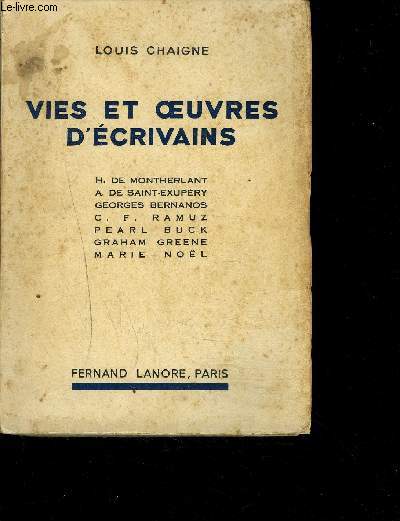 Le-Livre.com
LOUIS CHAIGNE
VIES ET ŒUVRES
D'ÉCRIVAINS
H. DE MONTHERLANT
A. DE SAINT-EXUPÉRY
GEORGES BERNANOS
C. F. RAMUZ
PEARL BUCK
GRAHAM GREENE
MARIE NOËL
FERNAND LANORE, PARIS